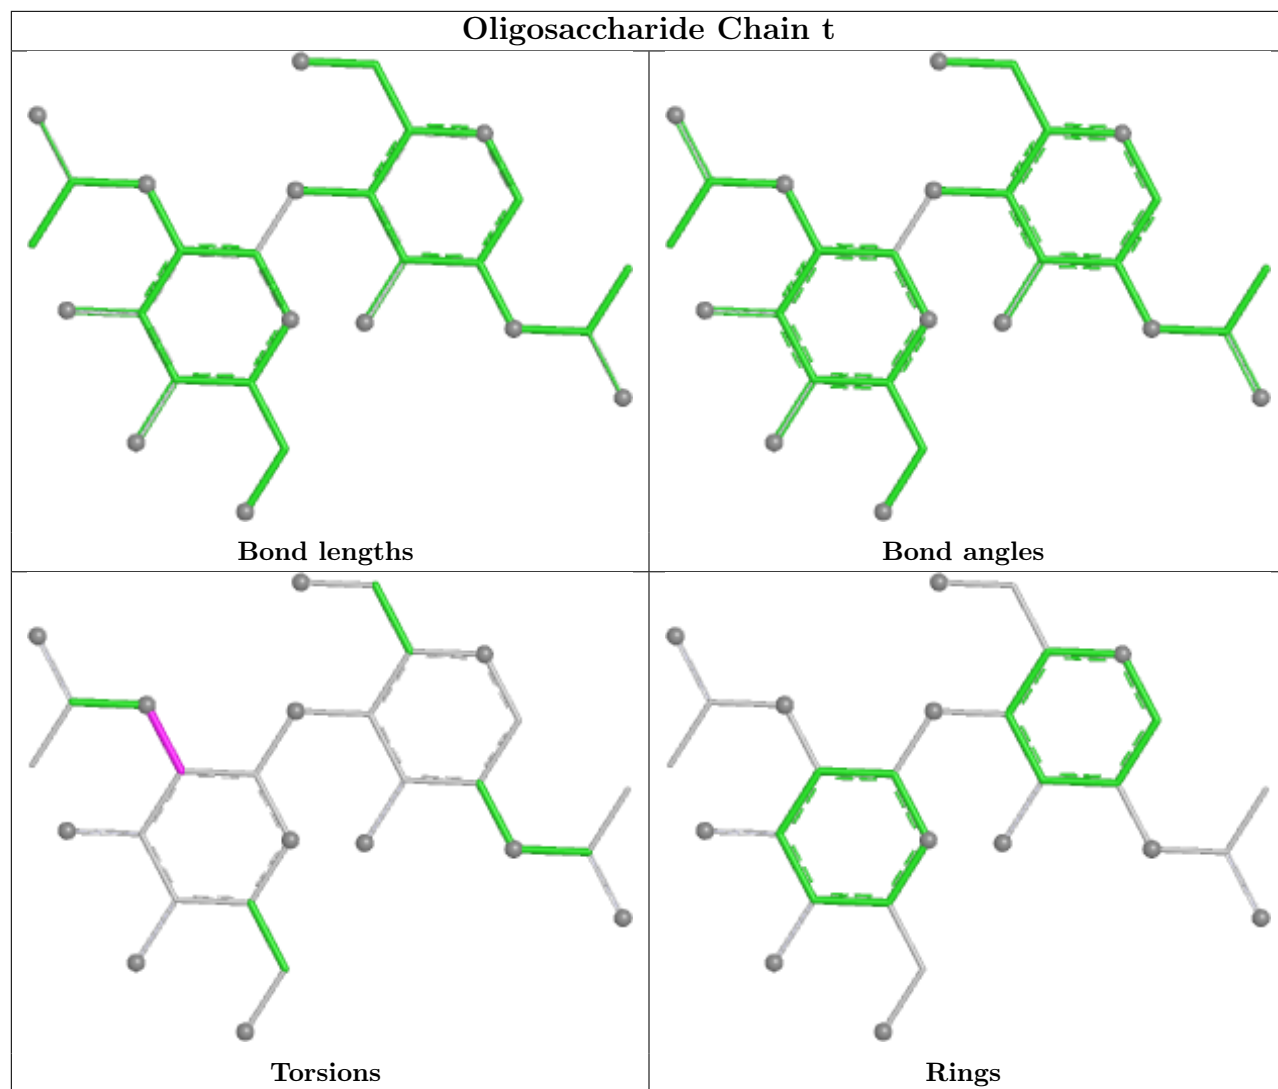 Oligosaccharide Chain t
Bond lengths
Bond angles
Torsions
Rings